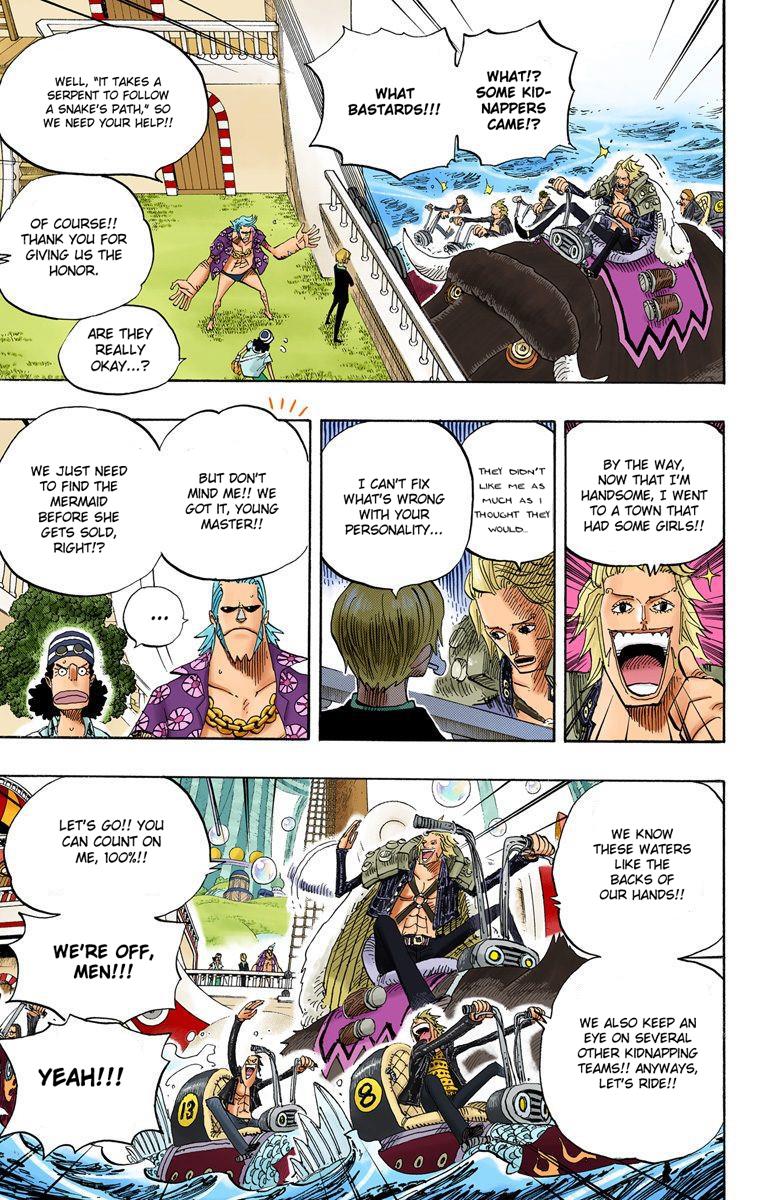 WHAT!?
SOME KID-
NAPPERS
CAME!?
WHAT
BASTARDS!!!
WELL, "IT TAKES A
SERPENT TO FOLLOW
A SNAKE'S PATH," SO
WE NEED YOUR HELP!!
OF COURSE!!
THANK YOU FOR
GIVING US THE
HONOR.
ARE THEY
REALLY
OKAY...?
BY THE WAY,
NOW THAT I'M
HANDSOME, I WENT
TO A TOWN THAT
HAD SOME GIRLS!!
THEY DIDN'T
LIKE ME AS
MUCH AS I
THOUGHT THEY
WOULD...
I CAN'T FIX
WHAT'S WRONG
WITH YOUR
PERSONALITY...
BUT DON'T
MIND ME!! WE
GOT IT, YOUNG
MASTER!!
...
WE JUST NEED
TO FIND THE
MERMAID
BEFORE SHE
GETS SOLD,
RIGHT!?
WE KNOW
THESE WATERS
LIKE THE
BACKS OF
OUR HANDS!!
WE ALSO KEEP AN
EYE ON SEVERAL
OTHER KIDNAPPING
TEAMS!! ANYWAYS,
LET'S RIDE!!
LET'S GO!! YOU
CAN COUNT ON
ME, 100%!!
WE'RE OFF,
MEN!!!
YEAH!!!
8
13